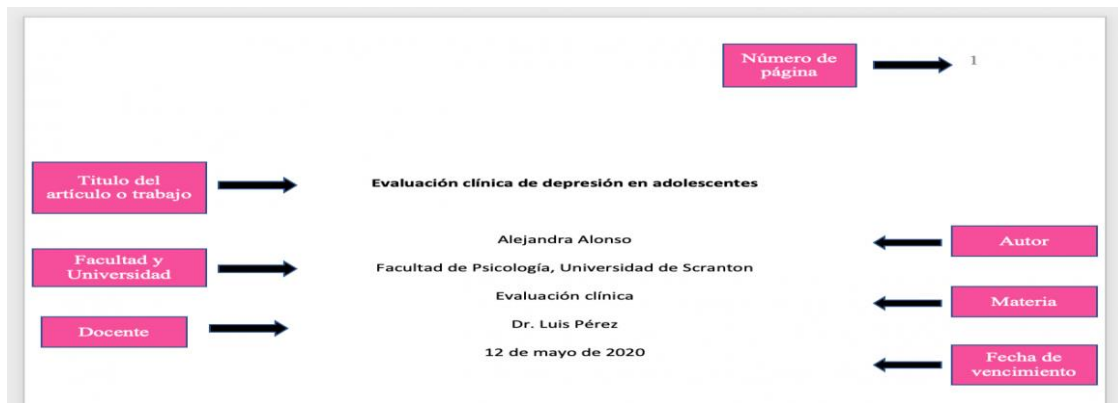 Número de
página
1
Titulo del
artículo o trabajo
Evaluación clínica de depresión en adolescentes
Alejandra Alonso
Autor
Facultad y
Universidad
Facultad de Psicología, Universidad de Scranton
Evaluación clínica
Materia
Docente
Dr. Luis Pérez
12 de mayo de 2020
Fecha de
vencimiento